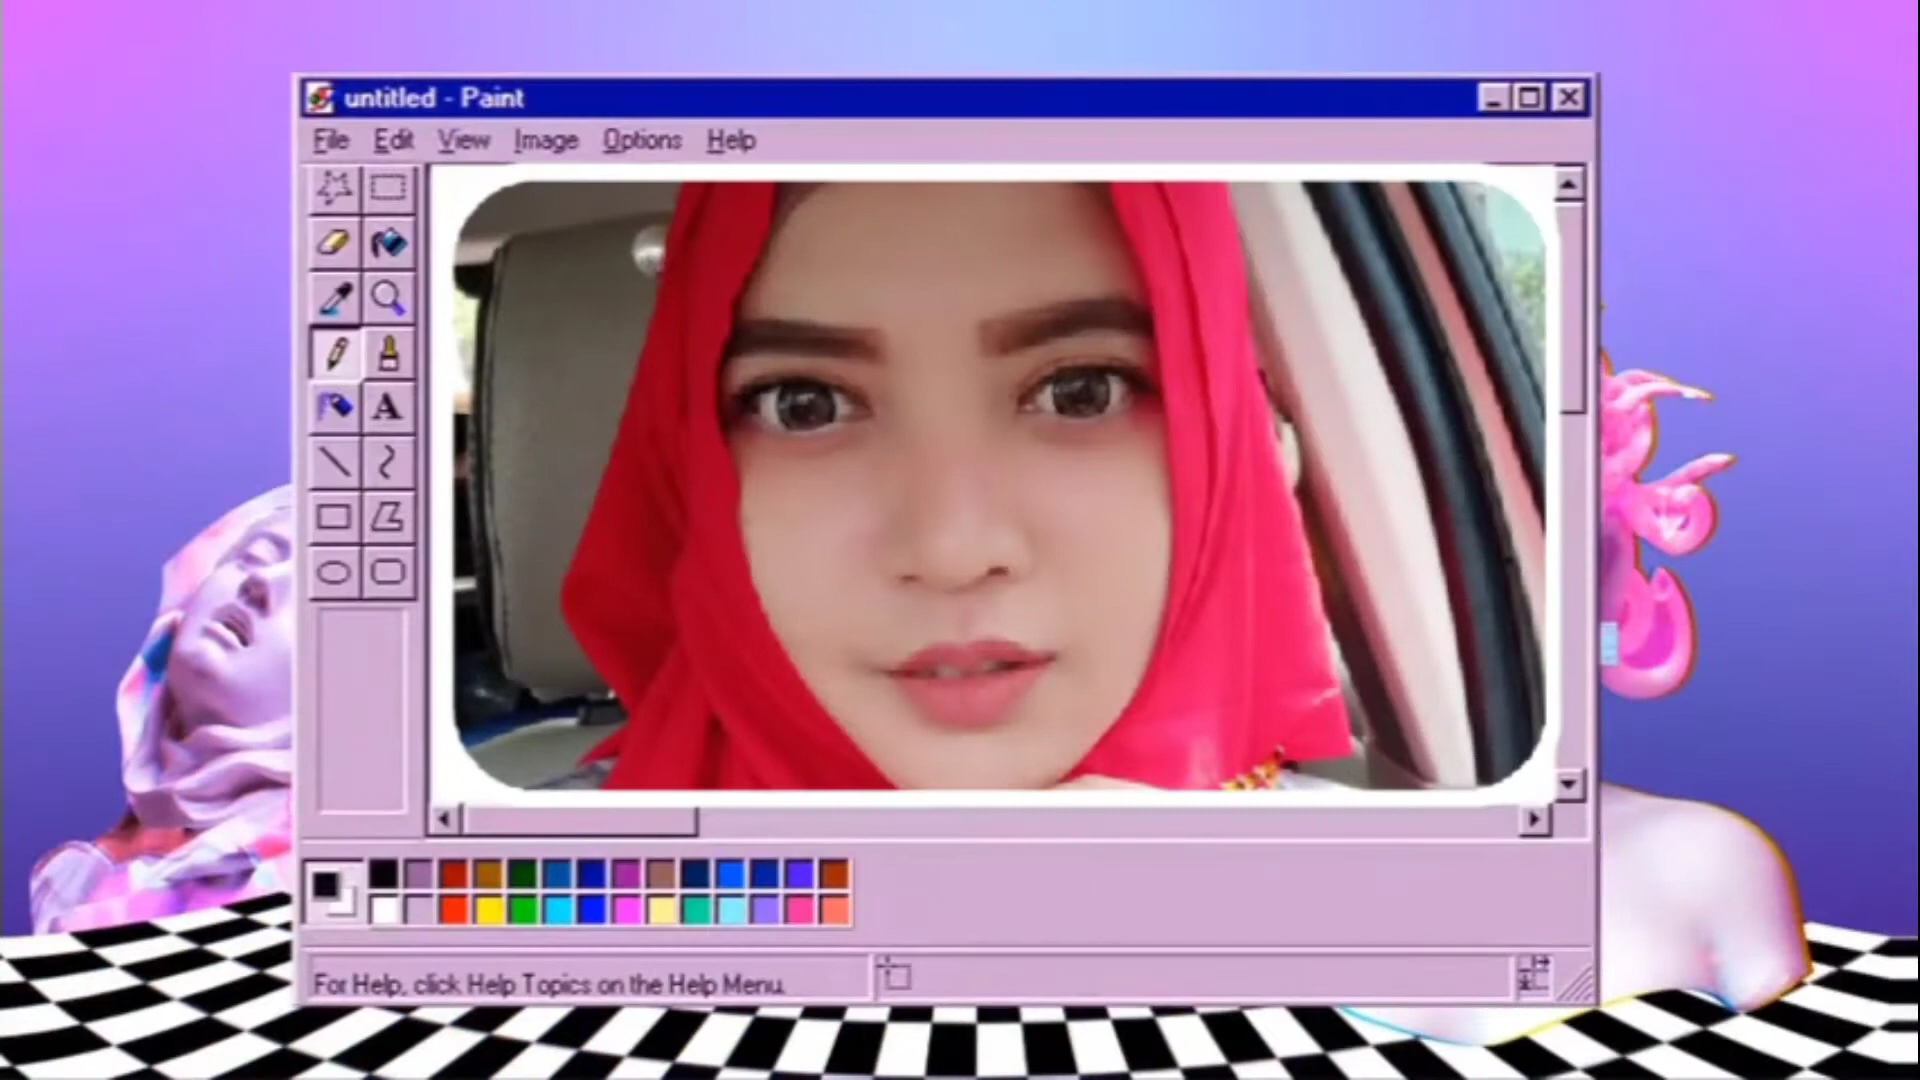 untitled - Paint
File Edit View Image Options Help
A
For Help, click Help Topics on the Help Menu.